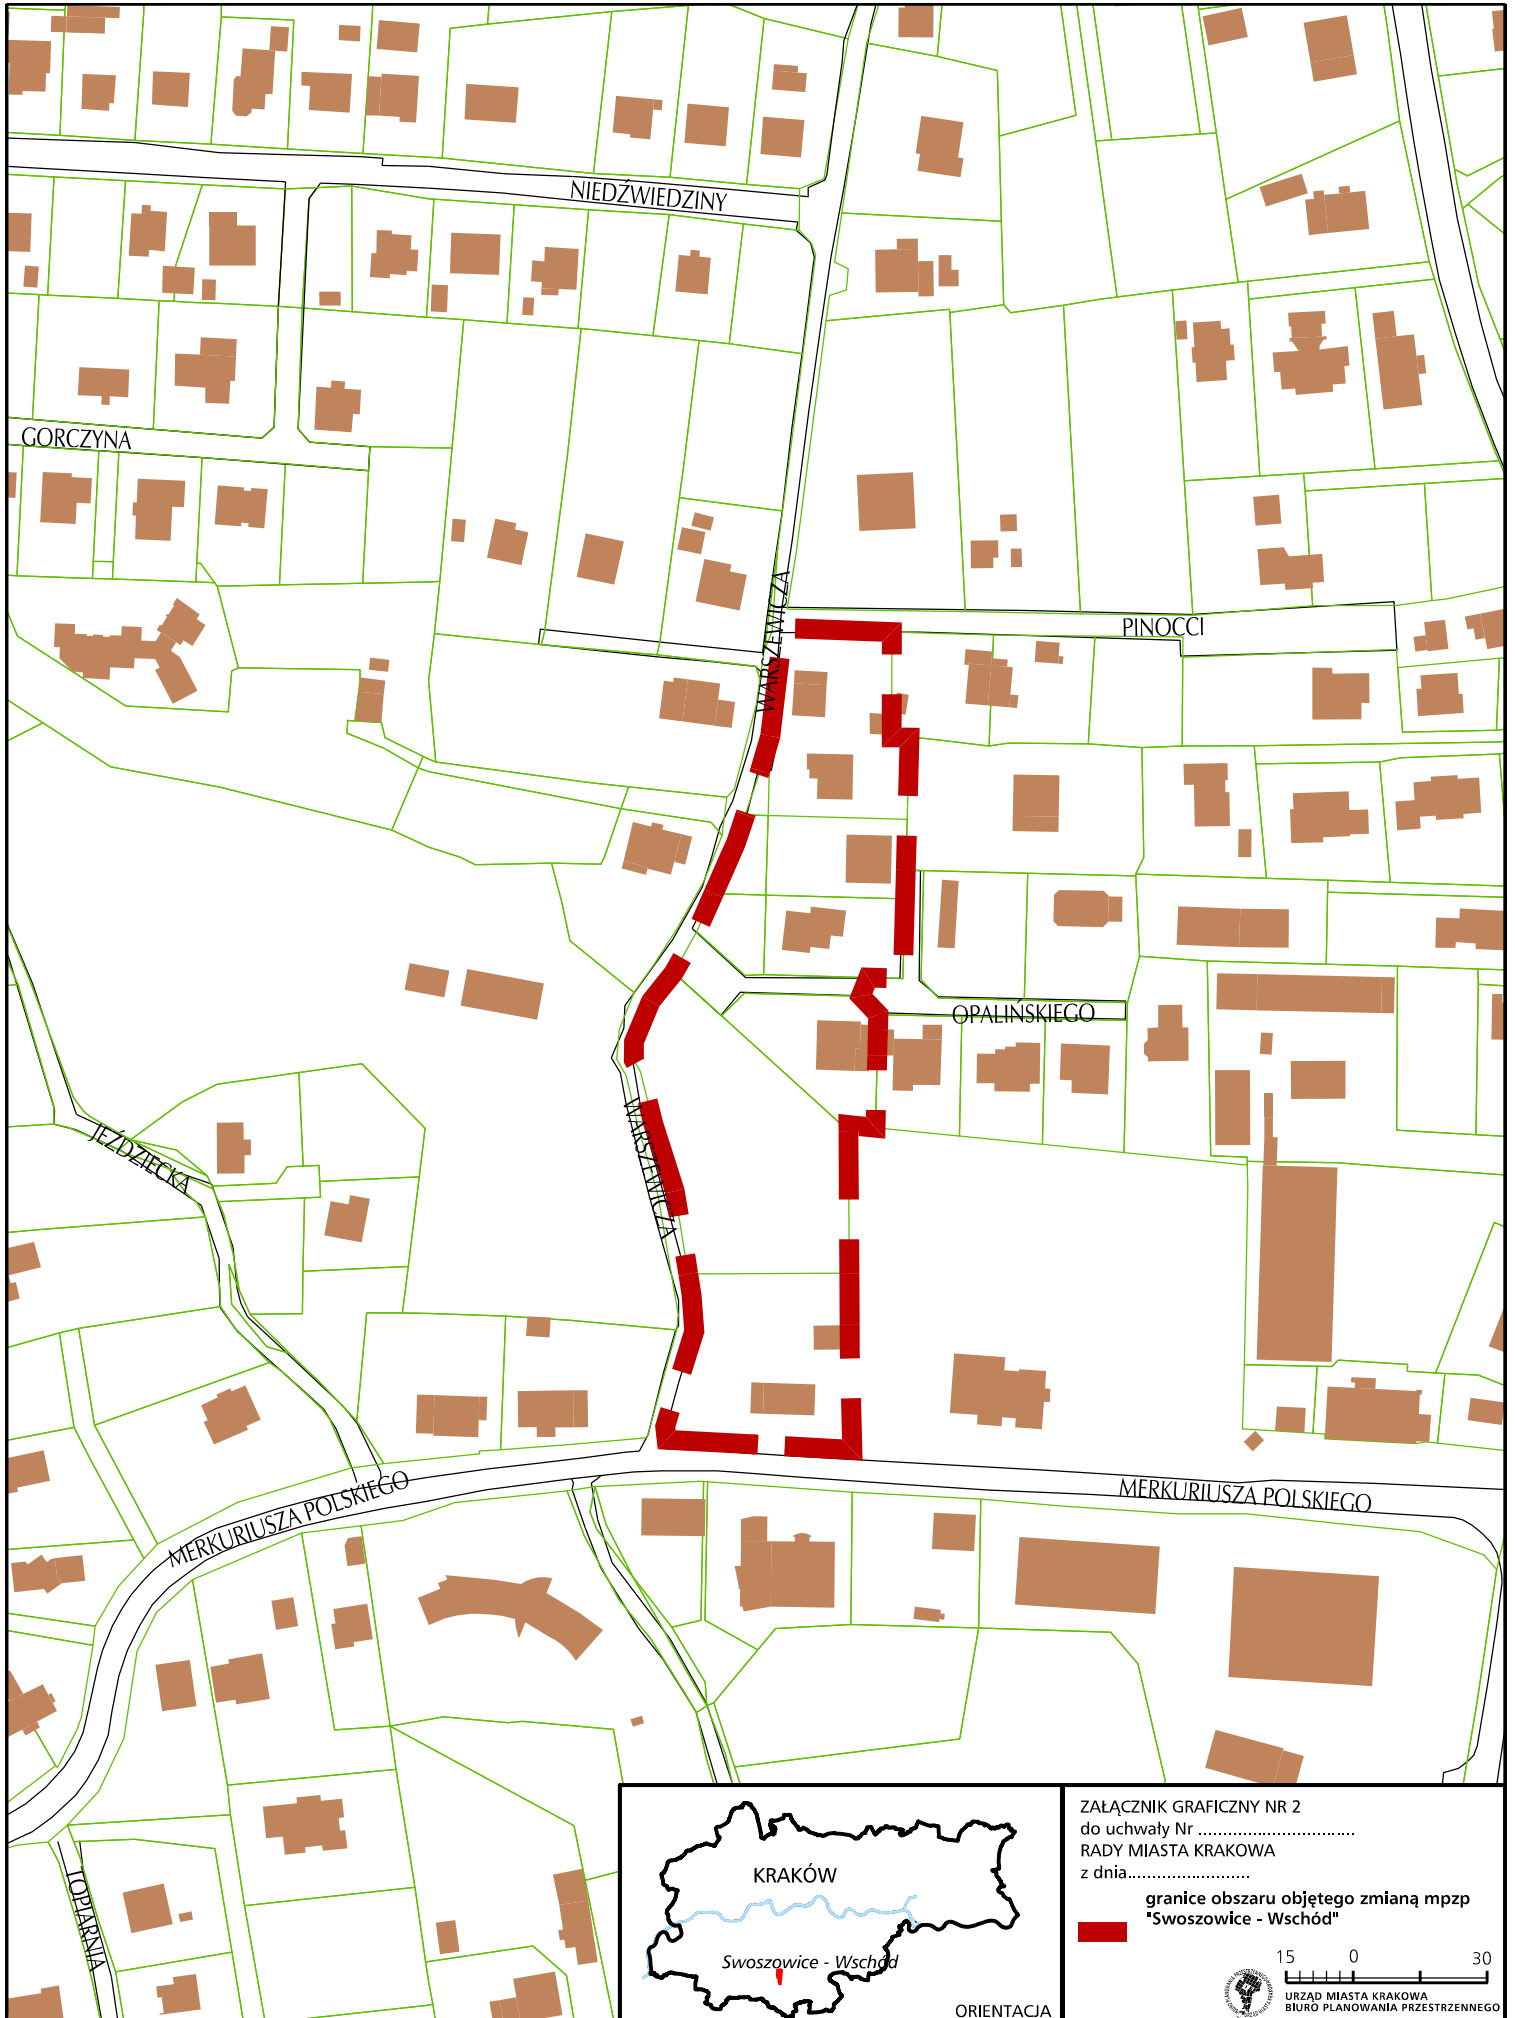 NIEDŹWIEDZINY
GORCZYNA
WARSZEWICZA
PINOCCI
OPALIŃSKIEGO
WARSZEWICZA
JEŹDZIECKA
MERKURIUSZA POLSKIEGO
MERKURIUSZA POLSKIEGO
TOPIARNIA
KRAKÓW
Swoszowice - Wschód
ORIENTACJA
ZAŁĄCZNIK GRAFICZNY NR 2
do uchwały Nr ................................
RADY MIASTA KRAKOWA
z dnia.........................
granice obszaru objętego zmianą mpzp
"Swoszowice - Wschód"
15 0 30
URZĄD MIASTA KRAKOWA
BIURO PLANOWANIA PRZESTRZENNEGO